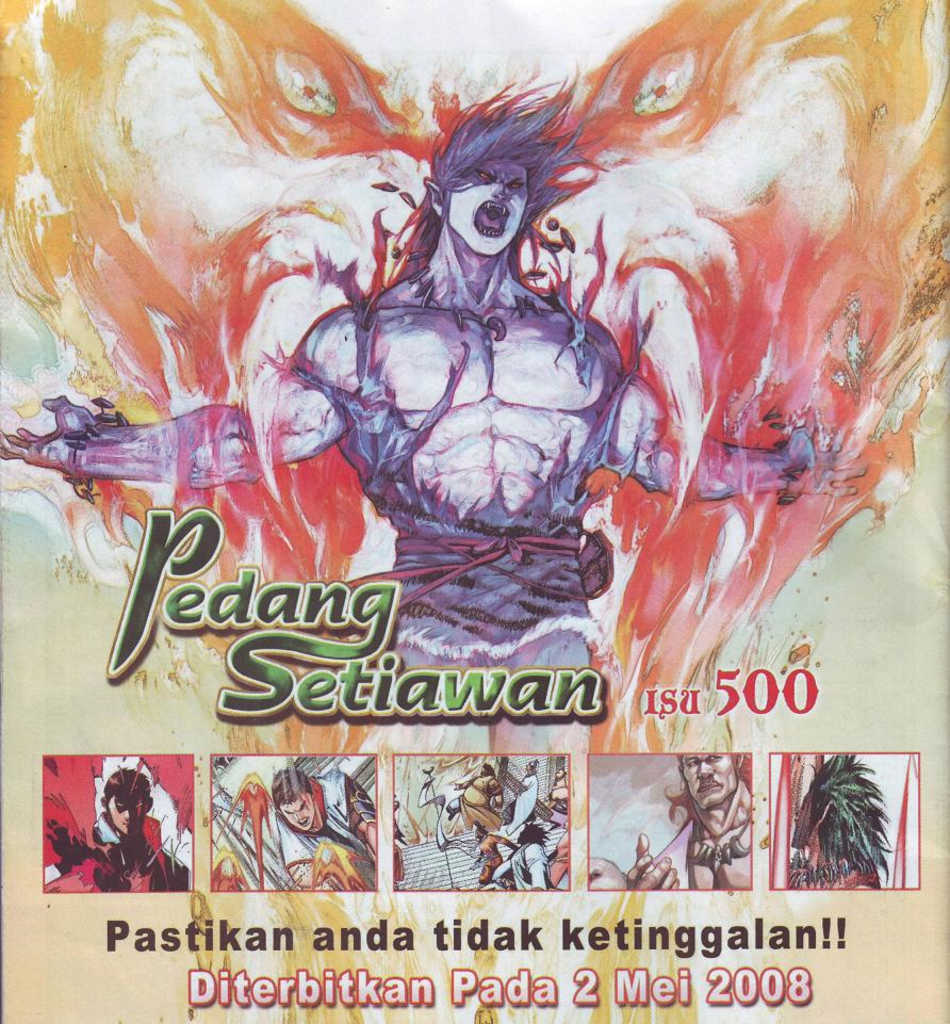 Pedang
Setiawan
ISU 500
Pastikan anda tidak ketinggalan!!
Diterbitkan Pada 2 Mei 2008